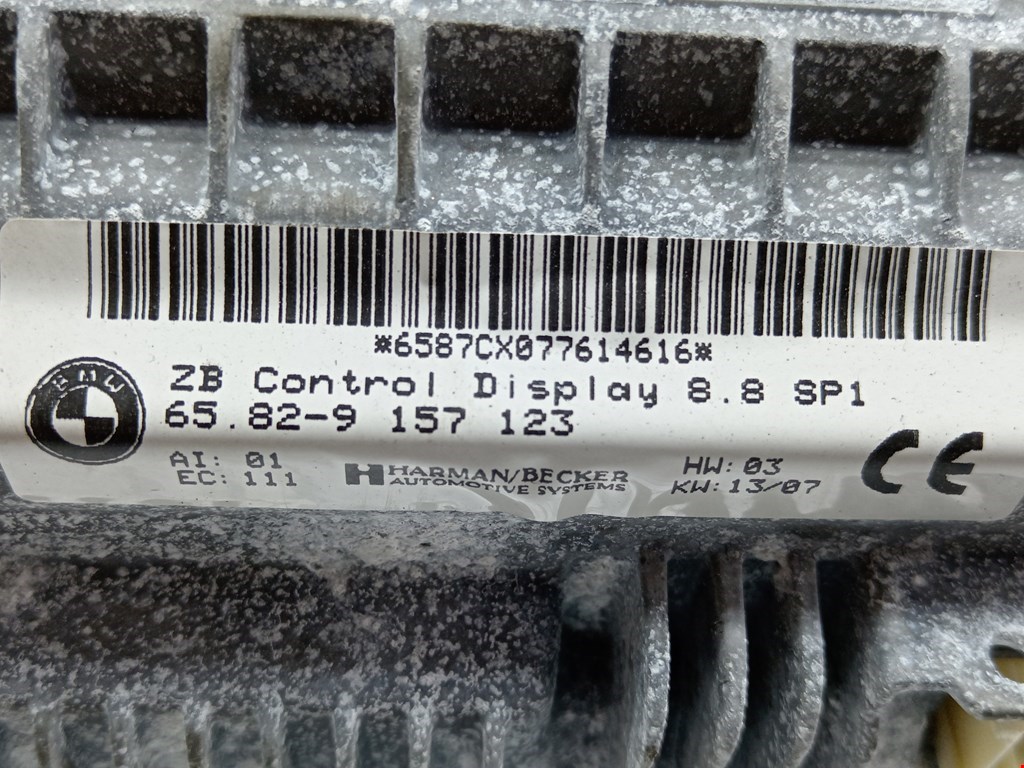 *6587CX077614616*
BMW
ZB Control Display 8.8 SP1
65.82-9 157 123
AI: 01
EC: 111
HARMAN/BECKER
AUTOMOTIVE SYSTEMS
HW: 03
KW: 13/07
CE